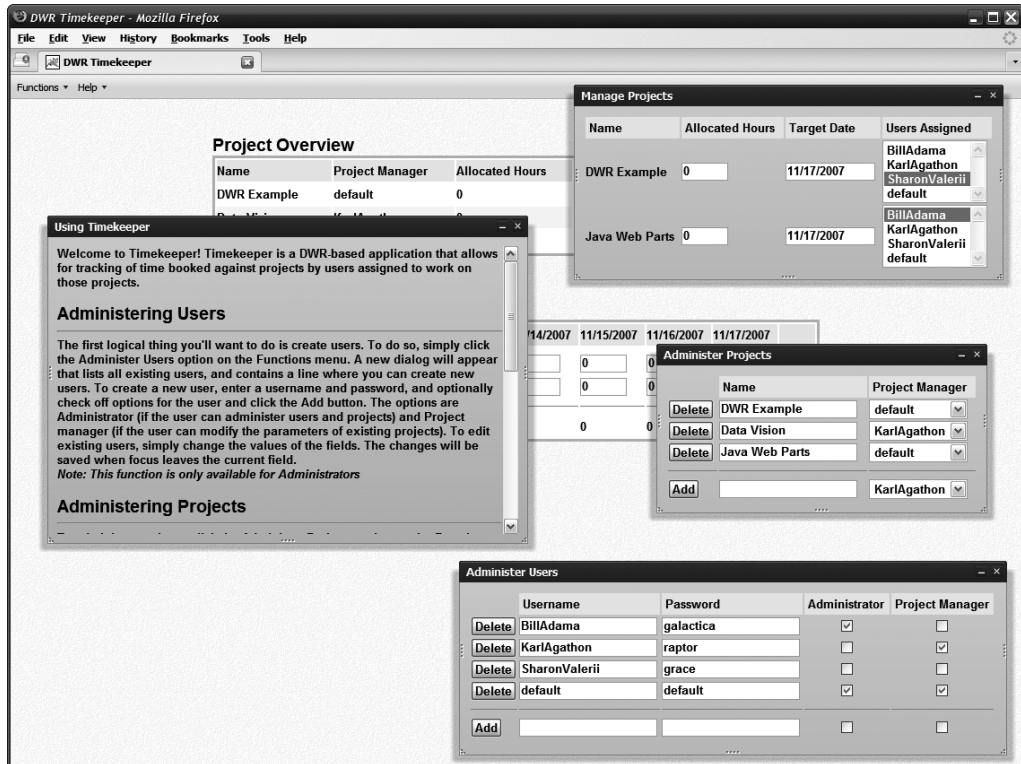 DWR Timekeeper - Mozilla Firefox
File Edit View History Bookmarks Tools Help
DWR Timekeeper
Functions Help
Project Overview
Name Project Manager Allocated Hours
DWR Example default 0
Manage Projects
Name Allocated Hours Target Date Users Assigned
DWR Example 0 11/17/2007
BillAdama
KarlAgathon
SharonValerii
default
Java Web Parts 0 11/17/2007
BillAdama
KarlAgathon
SharonValerii
default
Using Timekeeper
Welcome to Timekeeper! Timekeeper is a DWR-based application that allows
for tracking of time booked against projects by users assigned to work on
those projects.
Administering Users
The first logical thing you'll want to do is create users. To do so, simply click
the Administer Users option on the Functions menu. A new dialog will appear
that lists all existing users, and contains a line where you can create new
users. To create a new user, enter a username and password, and optionally
check off options for the user and click the Add button. The options are
Administrator (if the user can administer users and projects) and Project
manager (if the user can modify the parameters of existing projects). To edit
existing users, simply change the values of the fields. The changes will be
saved when focus leaves the current field.
Note: This function is only available for Administrators
Administering Projects
/14/2007 11/15/2007 11/16/2007 11/17/2007
0 0
0 0
0 0
Administer Projects
Name Project Manager
Delete DWR Example default
Delete Data Vision KarlAgathon
Delete Java Web Parts default
Add KarlAgathon
Administer Users
Username Password Administrator Project Manager
Delete BillAdama galactica
Delete KarlAgathon raptor
Delete SharonValerii grace
Delete default default
Add